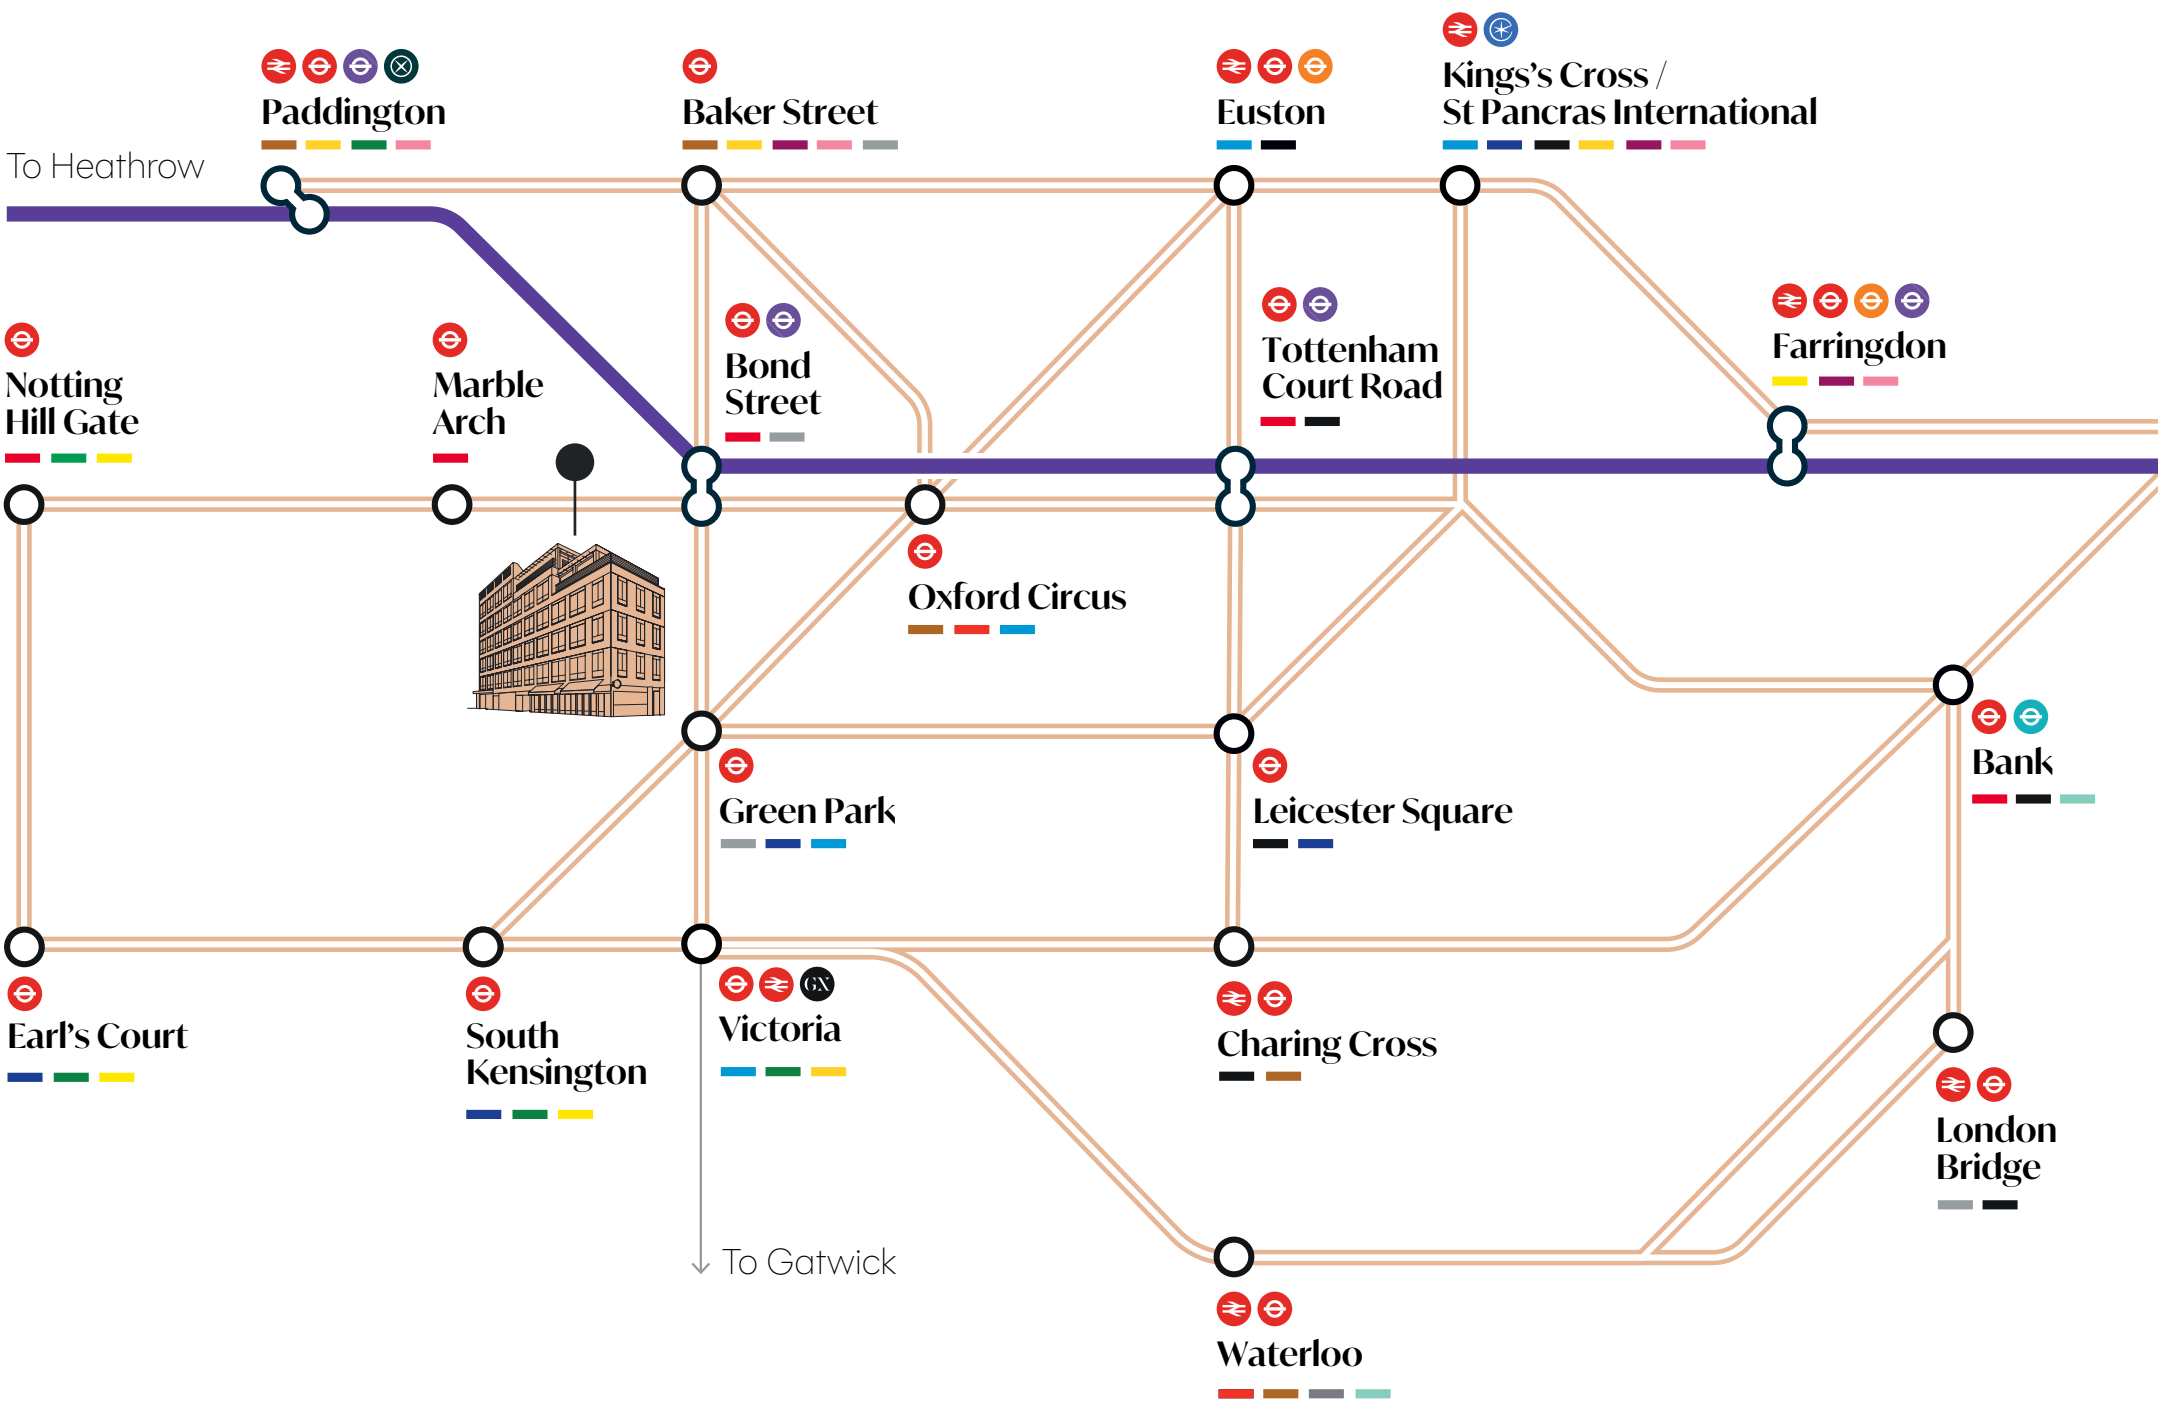 Kings's Cross /
St Pancras International
Paddington
Baker Street
Euston
To Heathrow
Bond
Street
Tottenham
Court Road
Farringdon
Notting
Hill Gate
Marble
Arch
Oxford Circus
Bank
Green Park
Leicester Square
Earl's Court
South
Kensington
GX
Victoria
Charing Cross
London
Bridge
To Gatwick
Waterloo